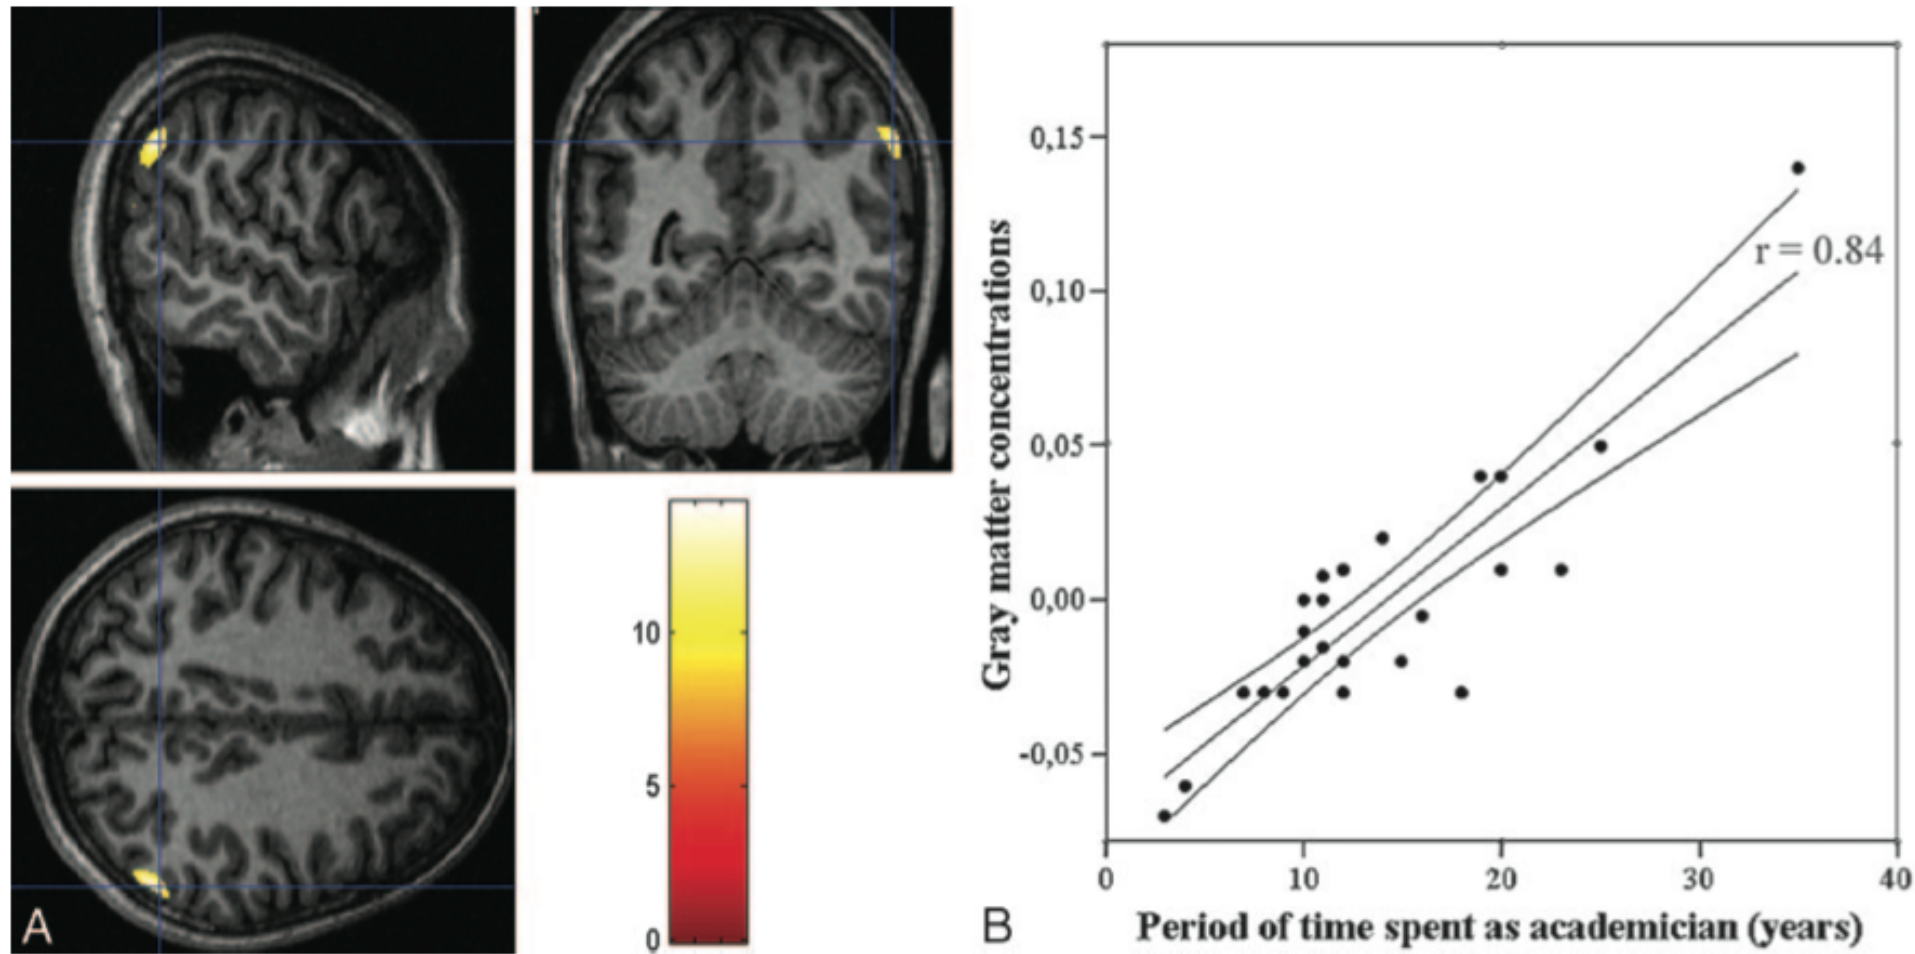 A
10
5
0
B
Gray matter concentrations
0,15
0,10
0,05
0,00
-0,05
r = 0.84
0
10
20
30
40
Period of time spent as academician (years)